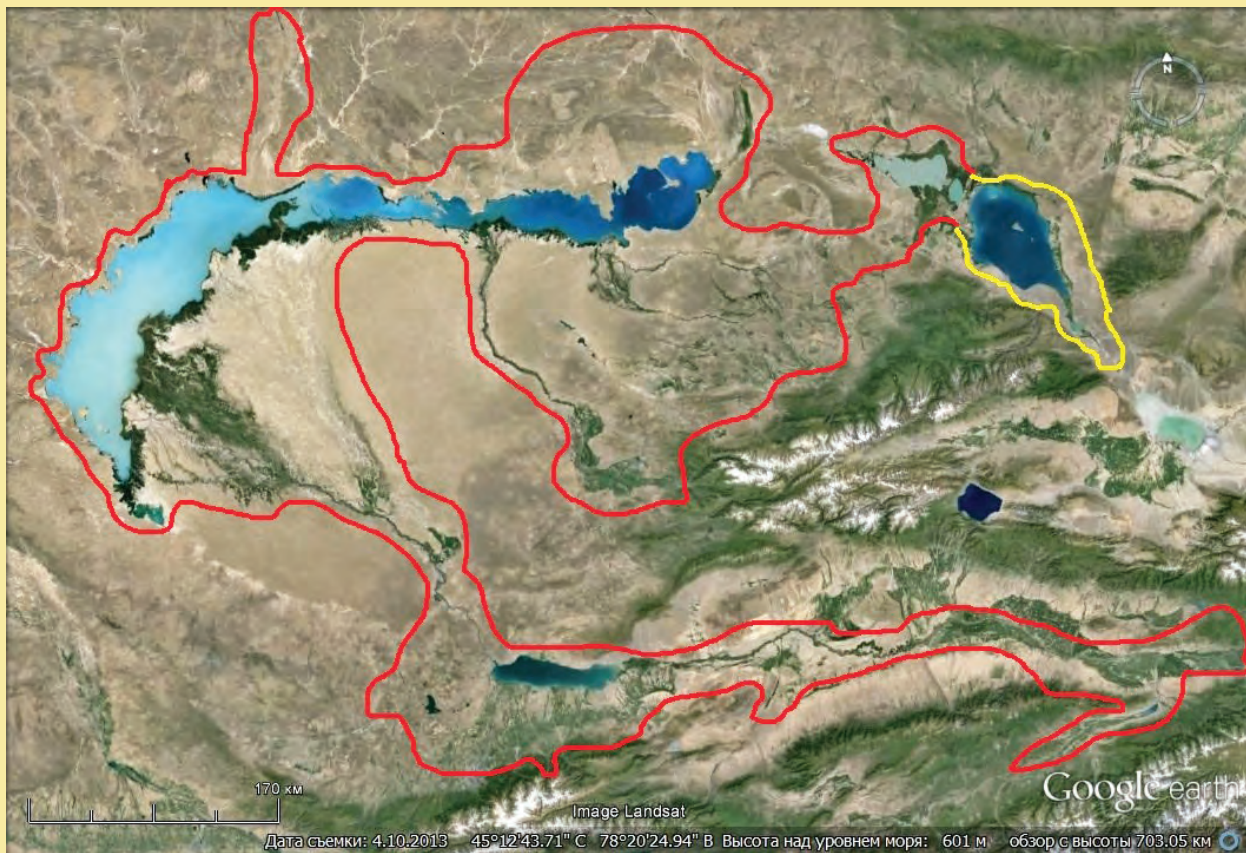 N
Google earth
170 км
Image Landsat
Дата съемки: 4.10.2013 45°12'43.71" С 78°20'24.94" В Высота над уровнем моря: 601 м обзор с высоты 703.05 км